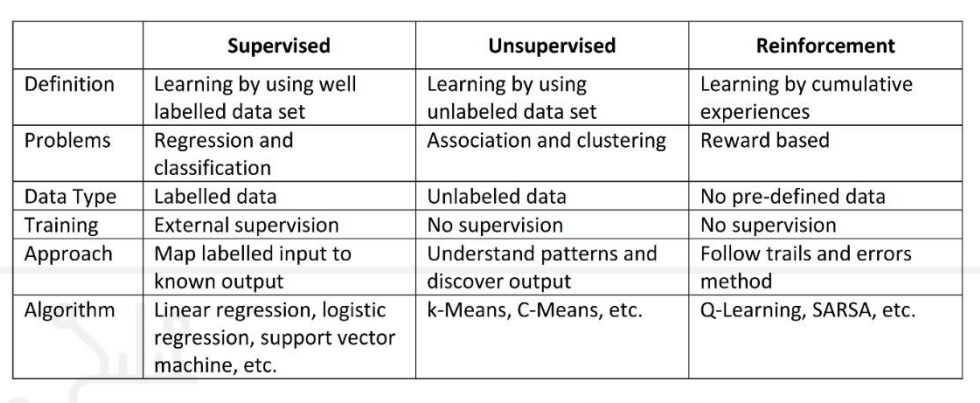 Supervised Unsupervised Reinforcement
Definition Learning by using well Learning by using Learning by cumulative
labelled data set unlabeled data set experiences
Problems Regression and Association and clustering Reward based
classification
Data Type Labelled data Unlabeled data No pre-defined data
Training External supervision No supervision No supervision
Approach Map labelled input to Understand patterns and Follow trails and errors
known output discover output method
Algorithm Linear regression, logistic k-Means, C-Means, etc. Q-Learning, SARSA, etc.
regression, support vector
machine, etc.